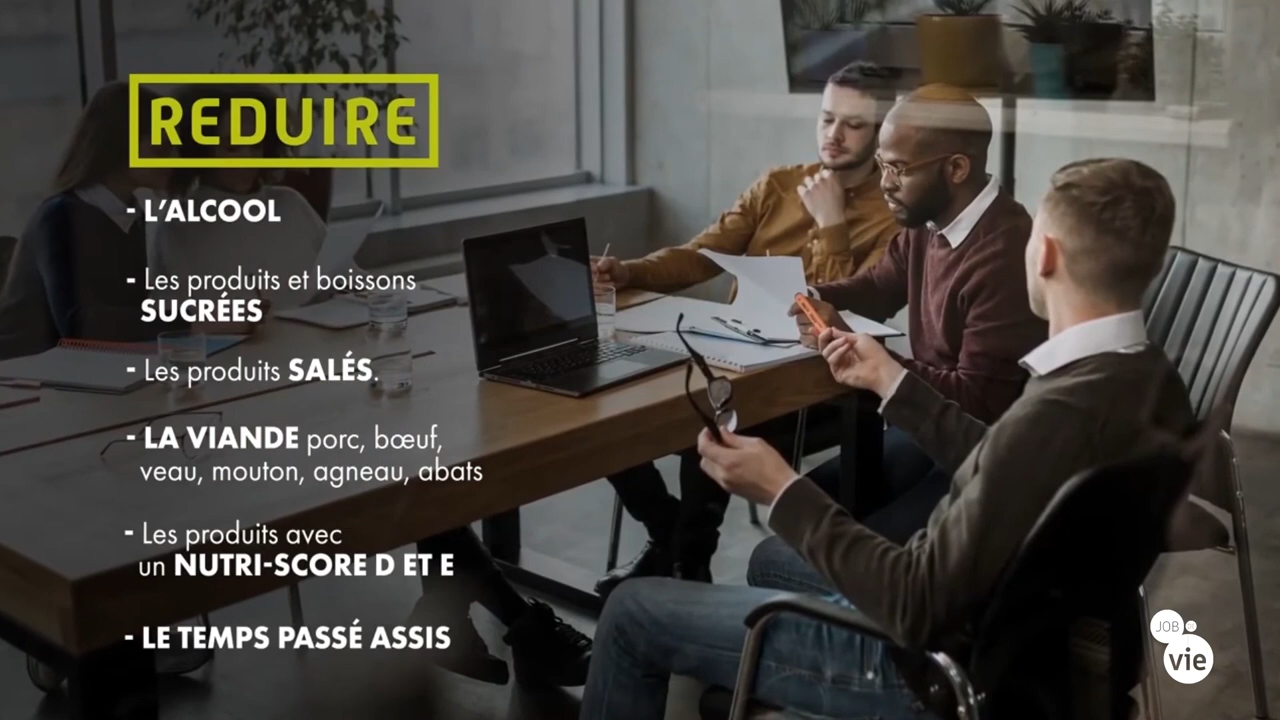 REDUIRE
- L'ALCOOL
- Les produits et boissons
SUCRÉES
- Les produits SALÉS.
- LA VIANDE porc, bœuf,
veau, mouton, agneau, abats
- Les produits avec
un NUTRI-SCORE D ET E
- LE TEMPS PASSÉ ASSIS
JOB
vie